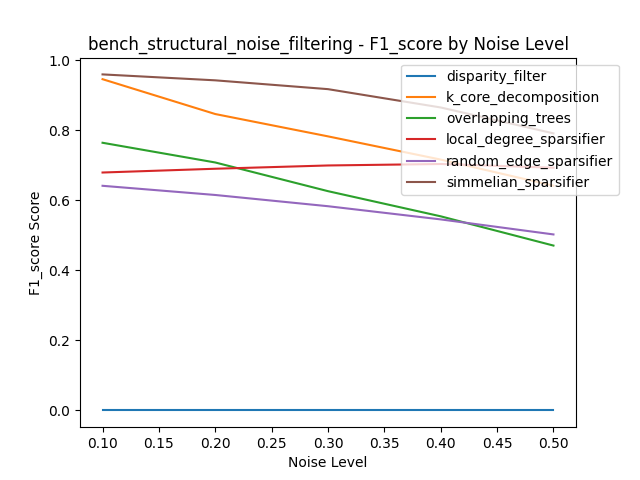 bench_structural_noise_filtering - F1_score by Noise Level
disparity_filter
k_core_decomposition
overlapping_trees
local_degree_sparsifier
random_edge_sparsifier
simmelian_sparsifier
F1_score Score
1.0
0.8
0.6
0.4
0.2
0.0
0.10 0.15 0.20 0.25 0.30 0.35 0.40 0.45 0.50
Noise Level